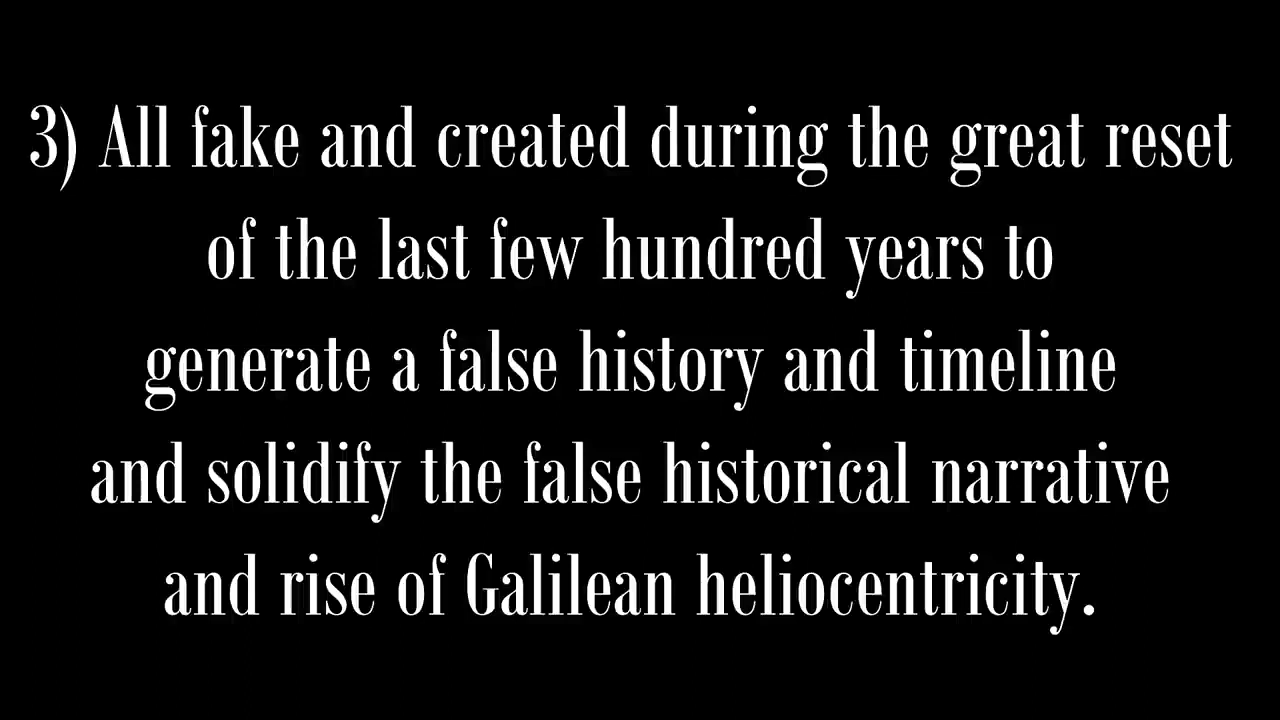 3) All fake and created during the great reset
of the last few hundred years to
generate a false history and timeline
and solidify the false historical narrative
and rise of Galilean heliocentricity.